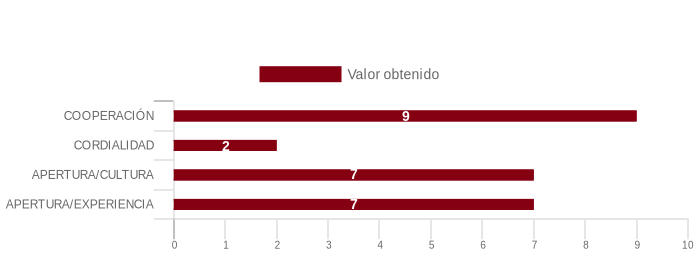 Valor obtenido
COOPERACIÓN 9
CORDIALIDAD 2
APERTURA/CULTURA 7
APERTURA/EXPERIENCIA 7
0 1 2 3 4 5 6 7 8 9 10